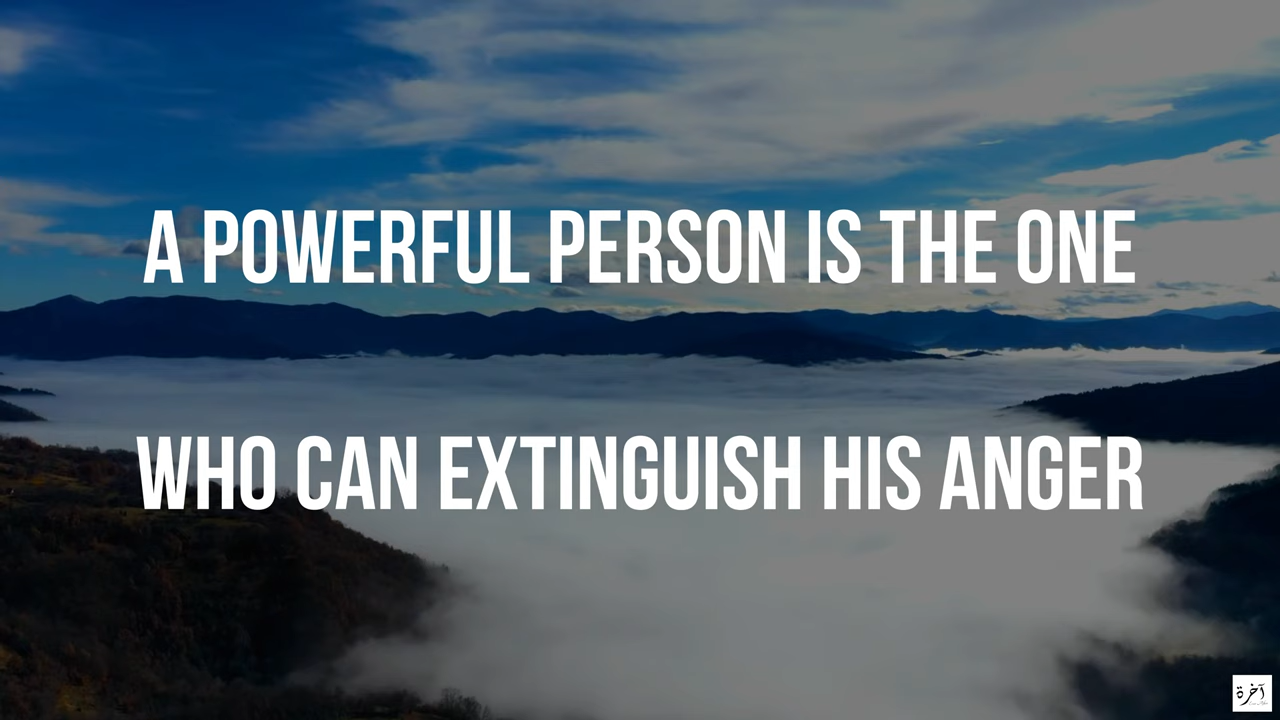 A POWERFUL PERSON IS THE ONE
WHO CAN EXTINGUISH HIS ANGER
آخرة